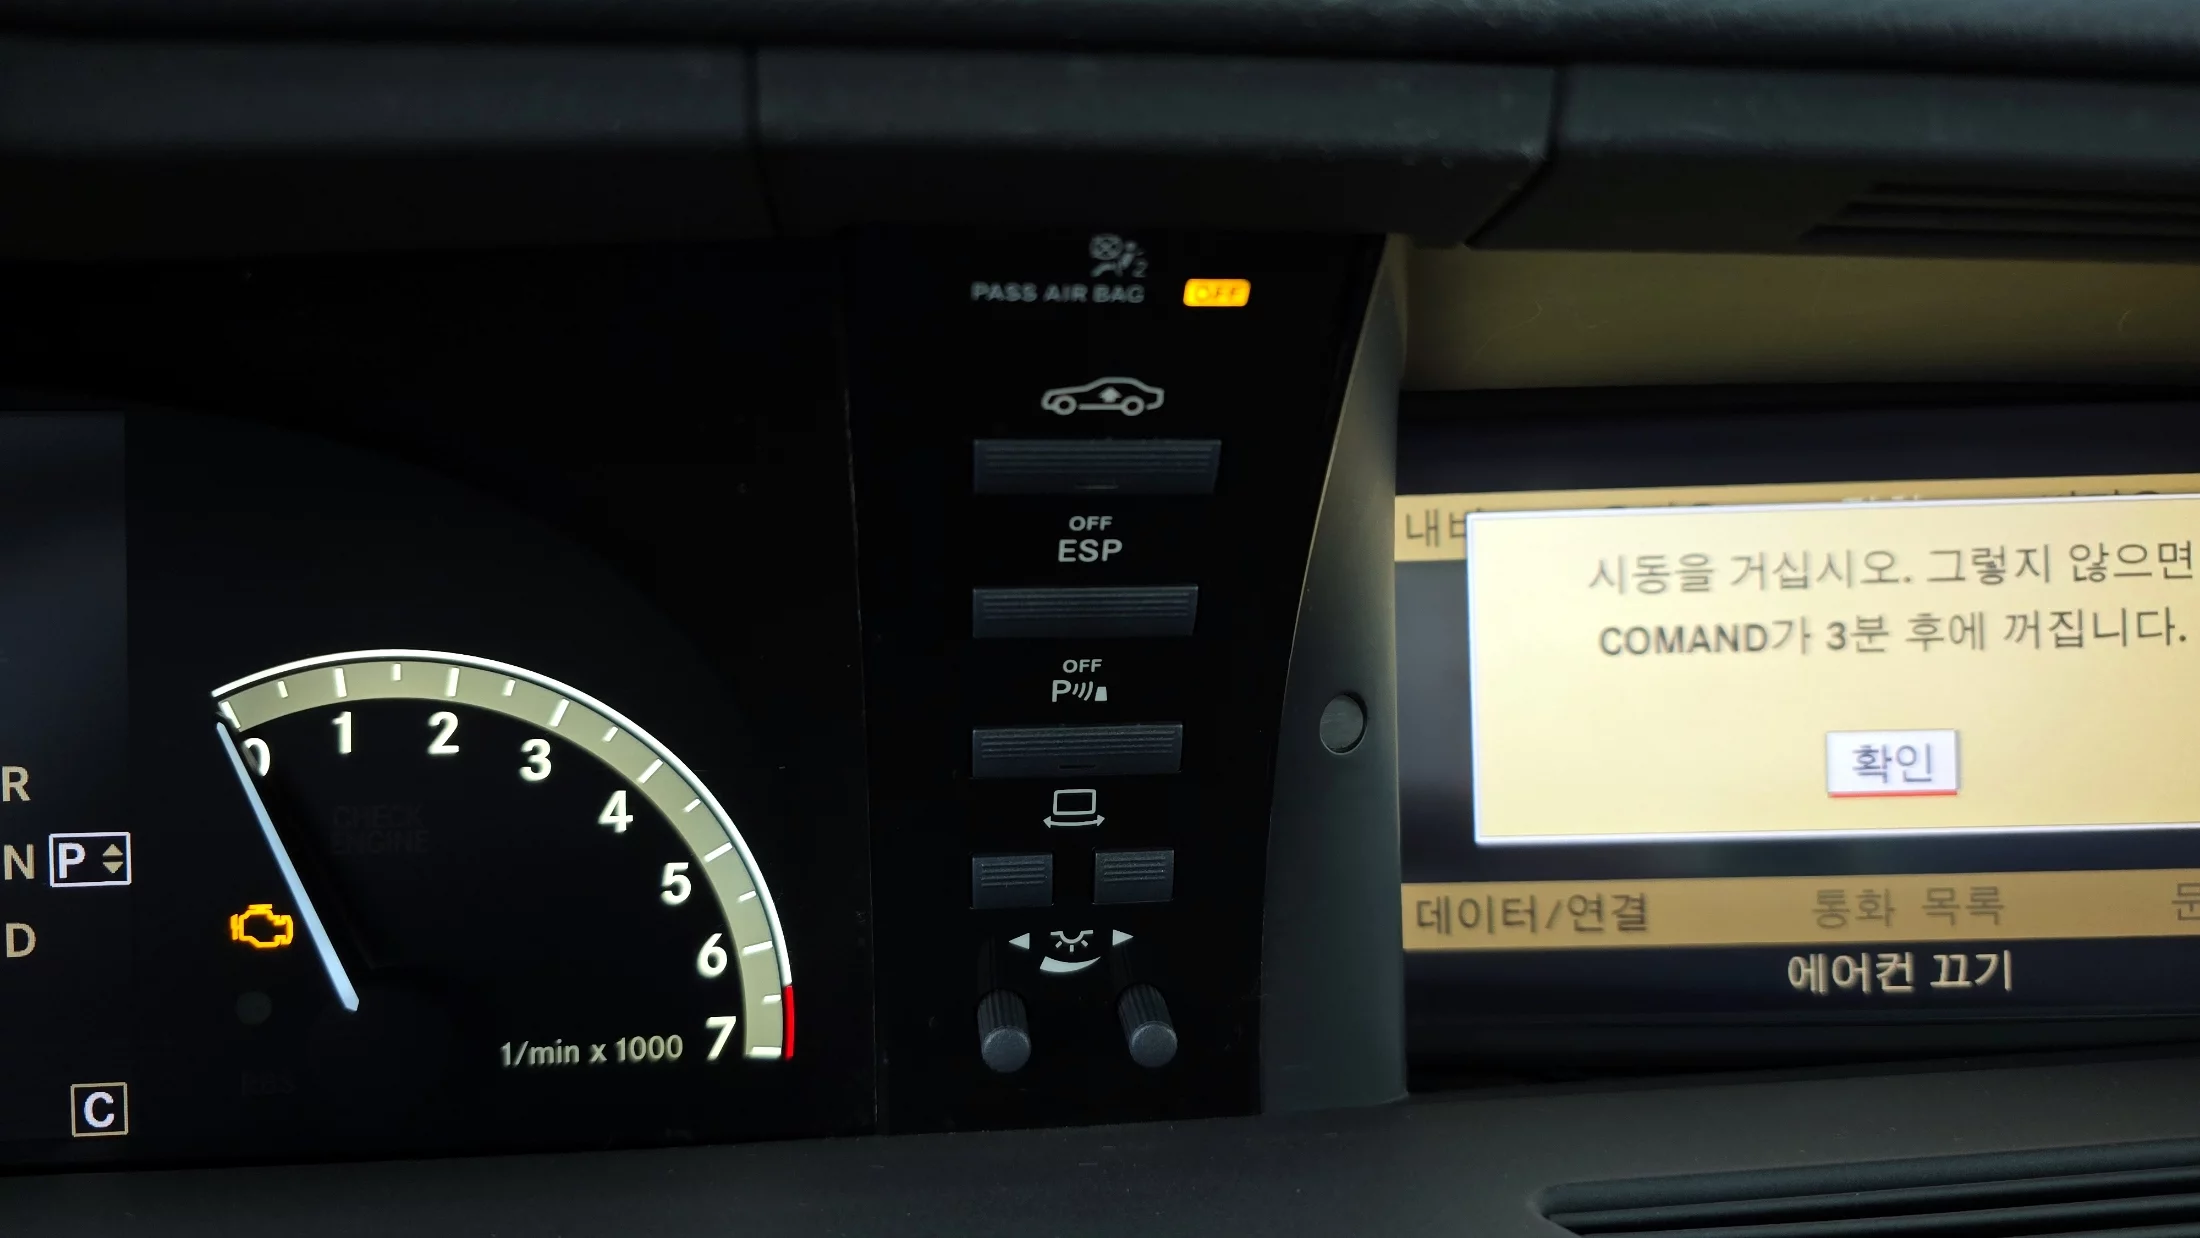 R
N P
D
C
0
1
2
3
4
5
6
7
1/min x 1000
CHECK
ENGINE
2
PASS AIR BAG OFF
OFF
ESP
OFF
P
시동을 거십시오. 그렇지 않으면
COMAND가 3분 후에 꺼집니다.
확인
데이터/연결 통화 목록
에어컨 끄기